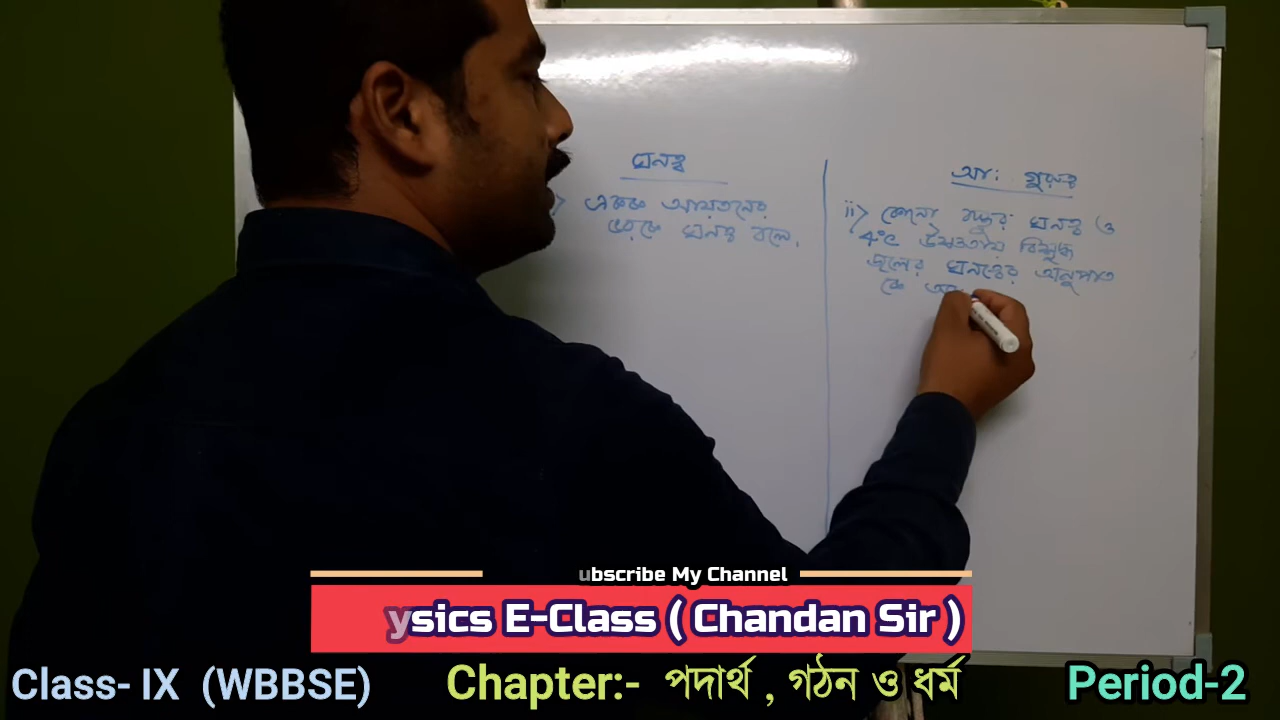 ঘনত্ব
একক আয়তনের
ভরকে ঘনত্ব বলে।
আঃ গুরুত্ব
ii> কোনো বস্তুর ঘনত্ব ও
4°C উষ্ণতায় বিশুদ্ধ
জলের ঘনত্বের অনুপাত
কে আঃ
ubscribe My Channel
ysics E-Class ( Chandan Sir )
Class- IX (WBBSE) Chapter:- পদার্থ , গঠন ও ধর্ম Period-2